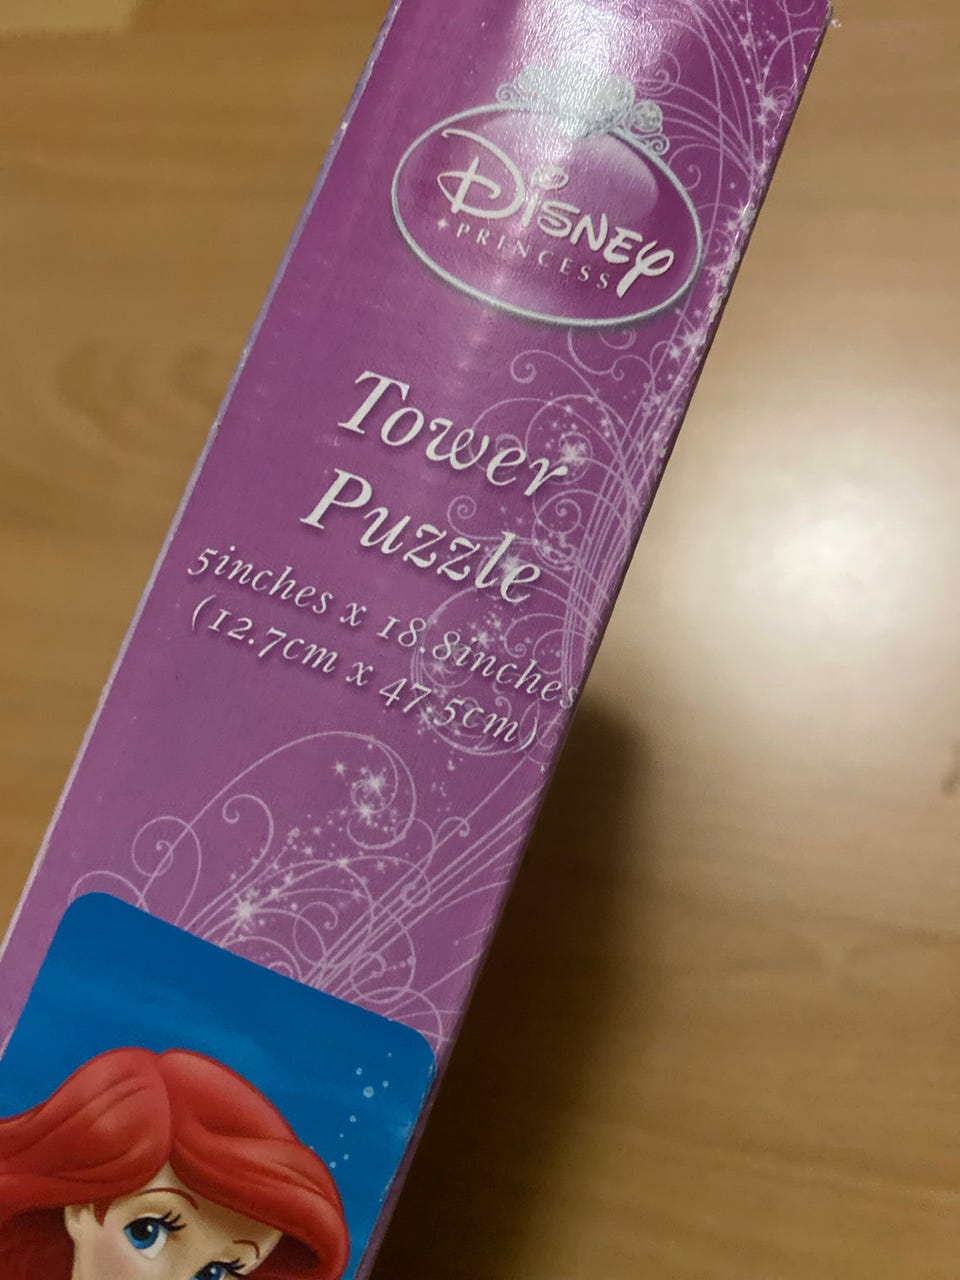 Disney
PRINCESS
Tower
Puzzle
5inches x 18.8inches
(12.7cm x 47.5cm)